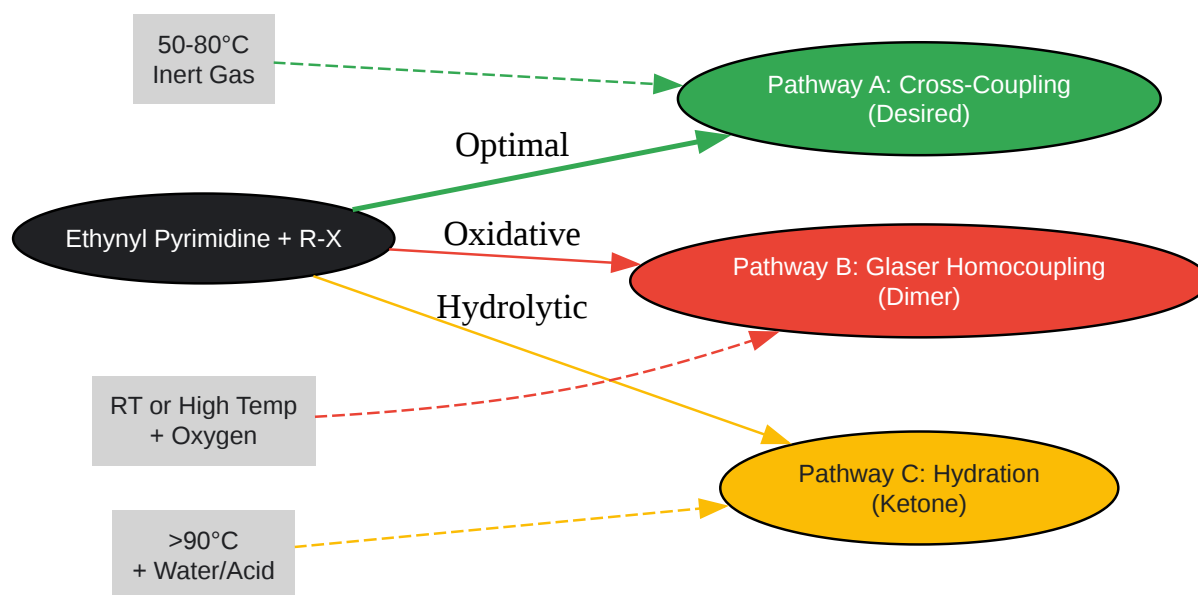 50-80°C
Inert Gas
Pathway A: Cross-Coupling
(Desired)
Optimal
Ethynyl Pyrimidine + R-X
Oxidative
Pathway B: Glaser Homocoupling
(Dimer)
Hydrolytic
RT or High Temp
+ Oxygen
Pathway C: Hydration
(Ketone)
>90°C
+ Water/Acid